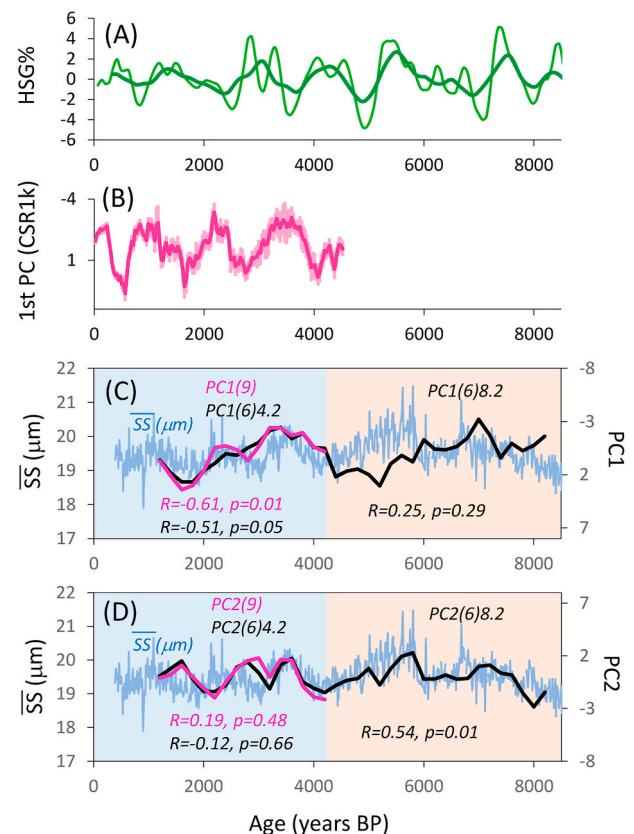 (A)
HSG%
6
4
2
0
-2
-4
-6
0 2000 4000 6000 8000
(B)
1st PC (CSR1k)
-4
1
0 2000 4000 6000 8000
(C)
SS (μm)
22
21
20
19
18
17
PC1(9)
PC1(6)4.2
SS (μm)
PC1(6)8.2
R=-0.61, p=0.01
R=-0.51, p=0.05
R=0.25, p=0.29
-8
-3
2
7
PC1
0 2000 4000 6000 8000
(D)
SS (μm)
22
21
20
19
18
17
PC2(9)
PC2(6)4.2
SS (μm)
PC2(6)8.2
R=0.19, p=0.48
R=-0.12, p=0.66
R=0.54, p=0.01
7
2
-3
-8
PC2
0 2000 4000 6000 8000
Age (years BP)